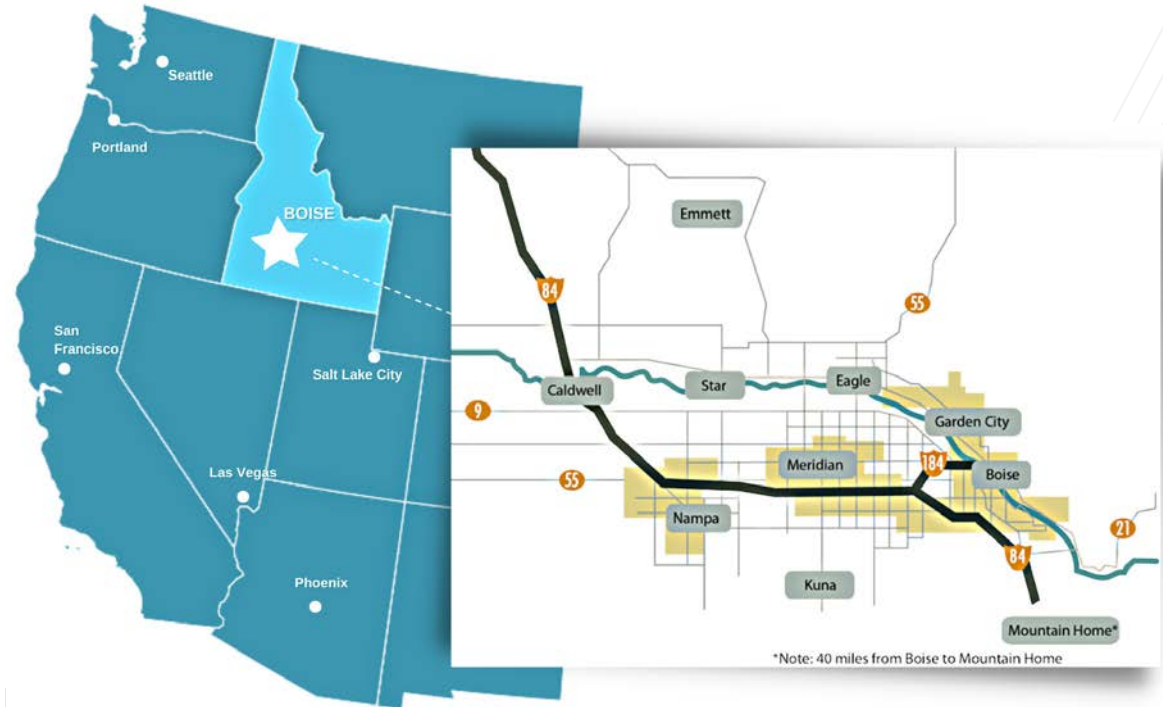 Seattle
Portland
BOISE
San
Francisco
Salt Lake City
Las Vegas
Phoenix
Emmett
84
55
Caldwell
Star
Eagle
9
Garden City
Meridian
184
Boise
55
Nampa
21
84
Kuna
Mountain Home*
*Note: 40 miles from Boise to Mountain Home